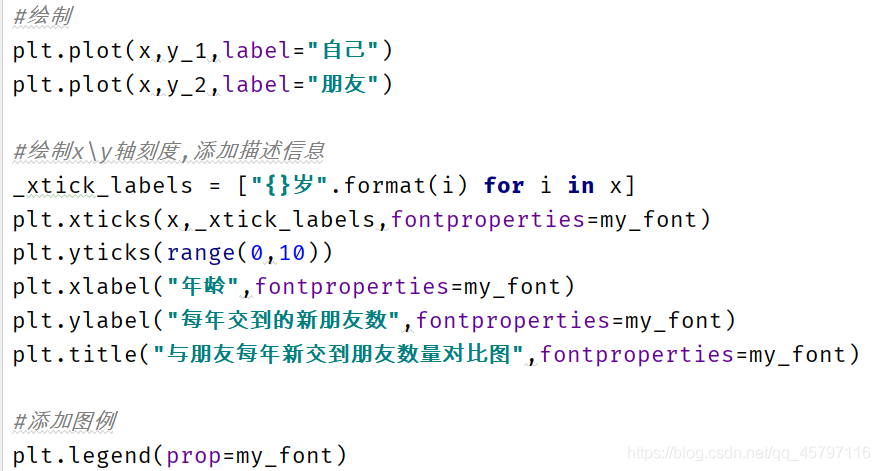 #绘制
plt.plot(x,y_1,label="自己")
plt.plot(x,y_2,label="朋友")
#绘制x\y轴刻度,添加描述信息
_xtick_labels = ["{}岁".format(i) for i in x]
plt.xticks(x,_xtick_labels,fontproperties=my_font)
plt.yticks(range(0,10))
plt.xlabel("年龄",fontproperties=my_font)
plt.ylabel("每年交到的新朋友数",fontproperties=my_font)
plt.title("与朋友每年新交到朋友数量对比图",fontproperties=my_font)
#添加图例
plt.legend(prop=my_font)
https://blog.csdn.net/qq_45797116